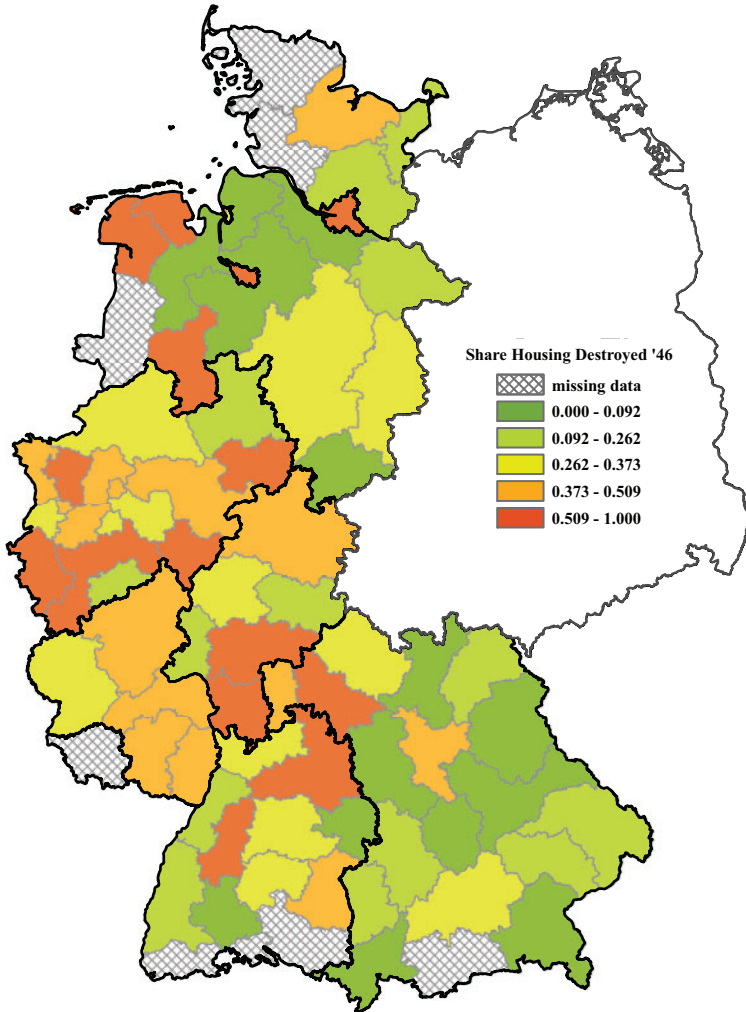 Share Housing Destroyed '46
missing data
0.000 - 0.092
0.092 - 0.262
0.262 - 0.373
0.373 - 0.509
0.509 - 1.000